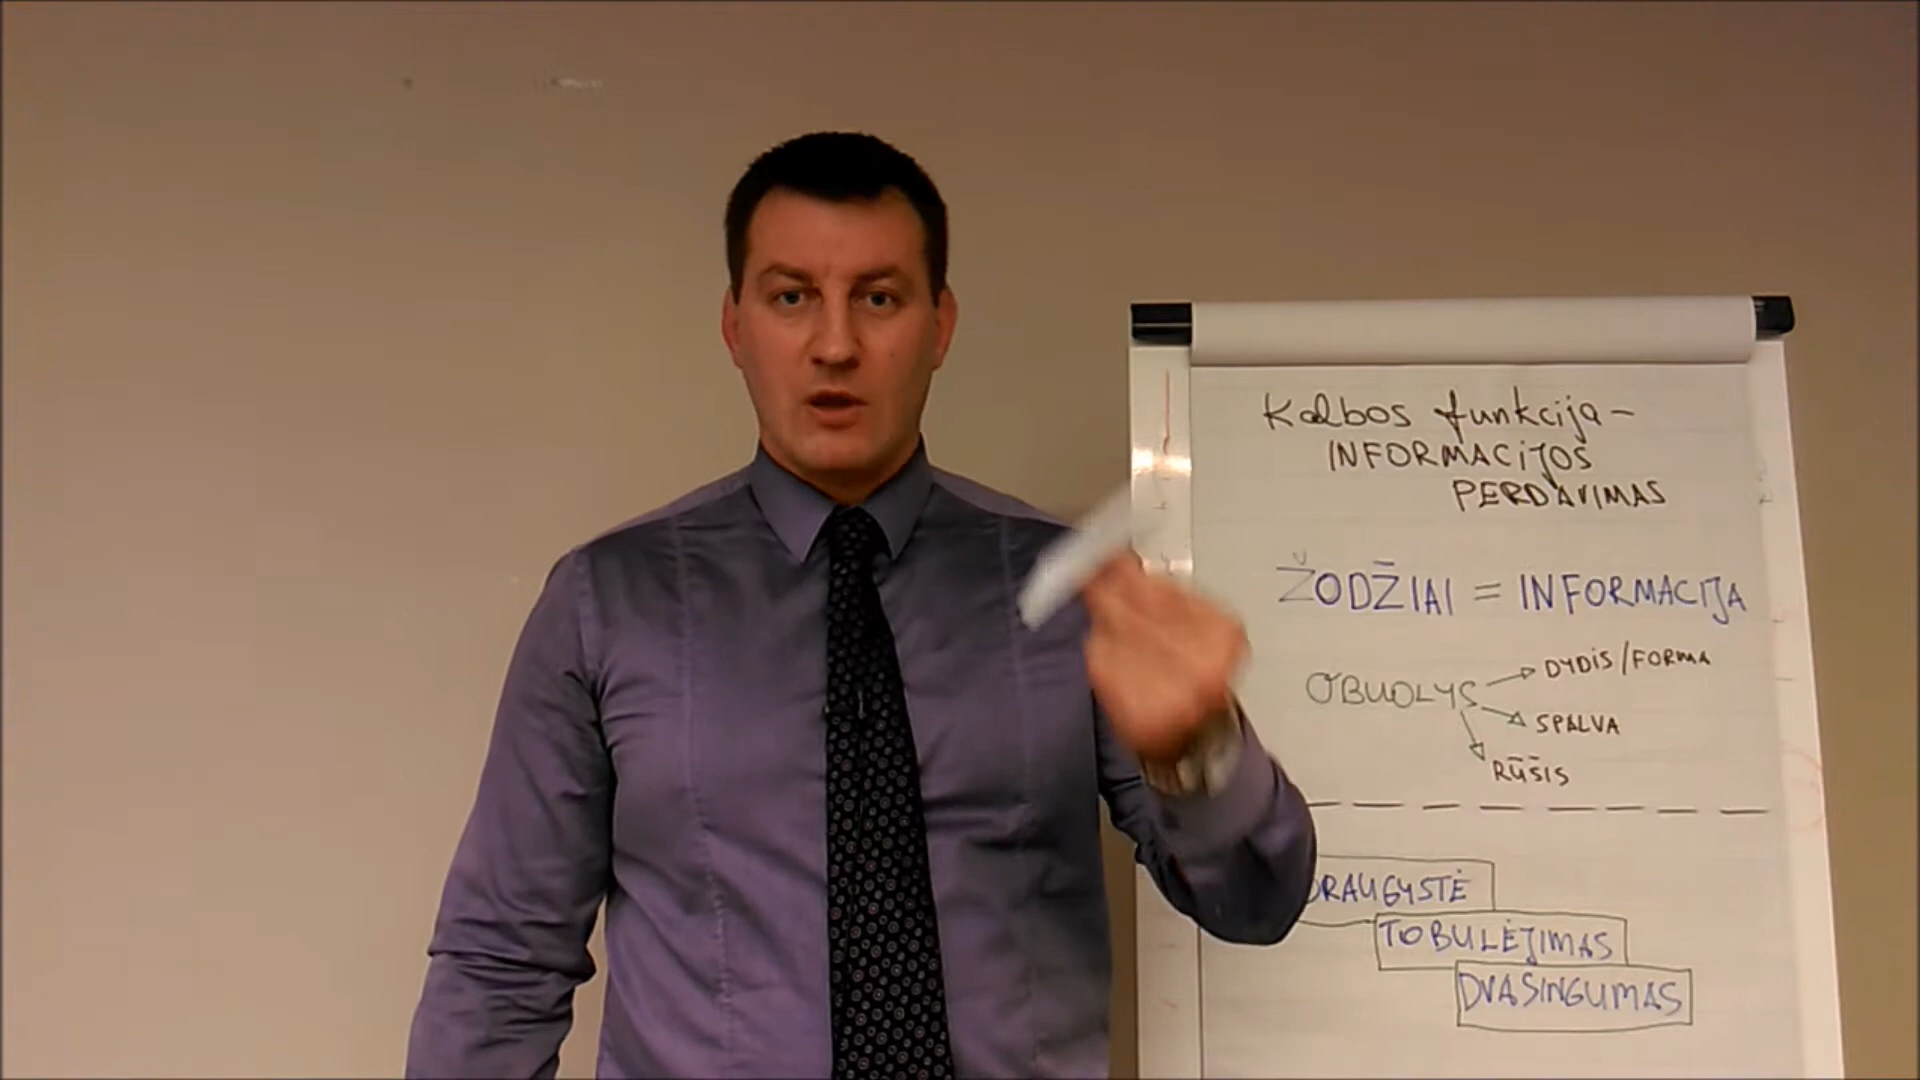 Kalbos funkcija -
INFORMACIJOS
PERDAVIMAS
ŽODŽIAI = INFORMACIJA
OBUOLYS
DYDIS/FORMA
SPALVA
RŪŠIS
DRAUGYSTĖ
TOBULĖJIMAS
DVASINGUMAS